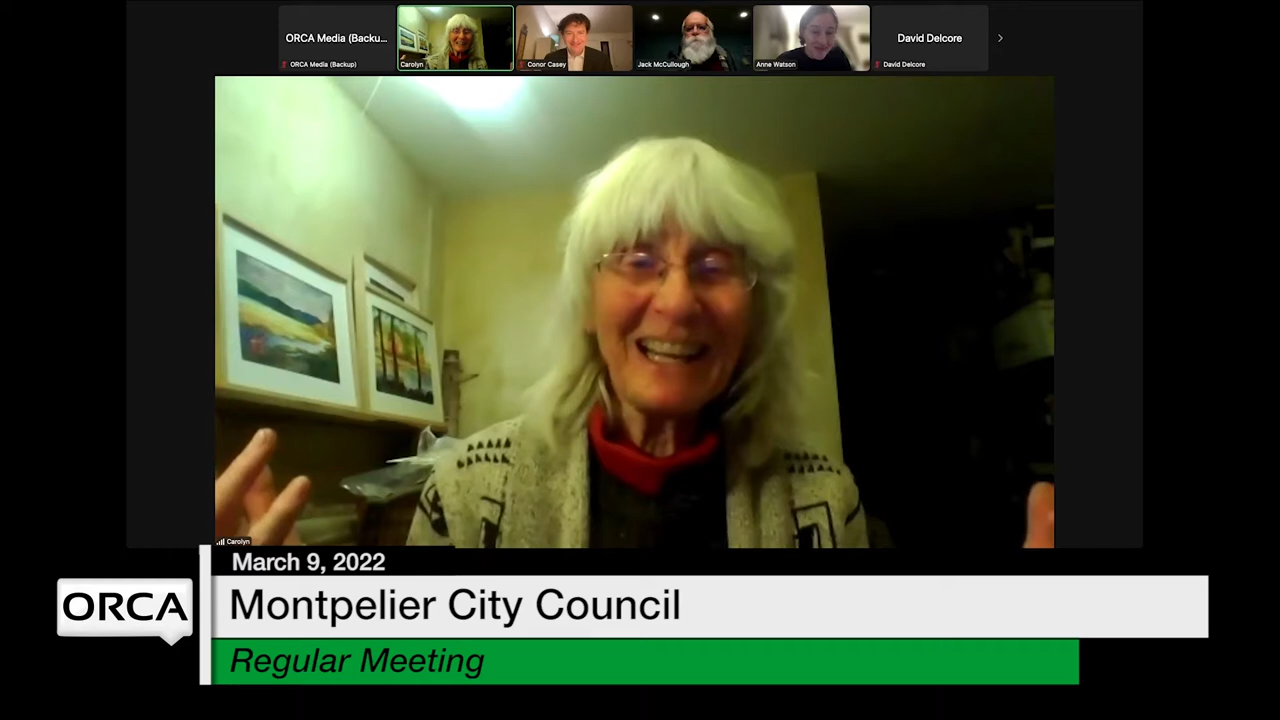 ORCA Media (Backu...
David Delcore
ORCA Media (Backup)
Carolyn
Conor Casey
Jack McCullough
Anne Watson
David Delcore
Carolyn
March 9, 2022
ORCA
Montpelier City Council
Regular Meeting